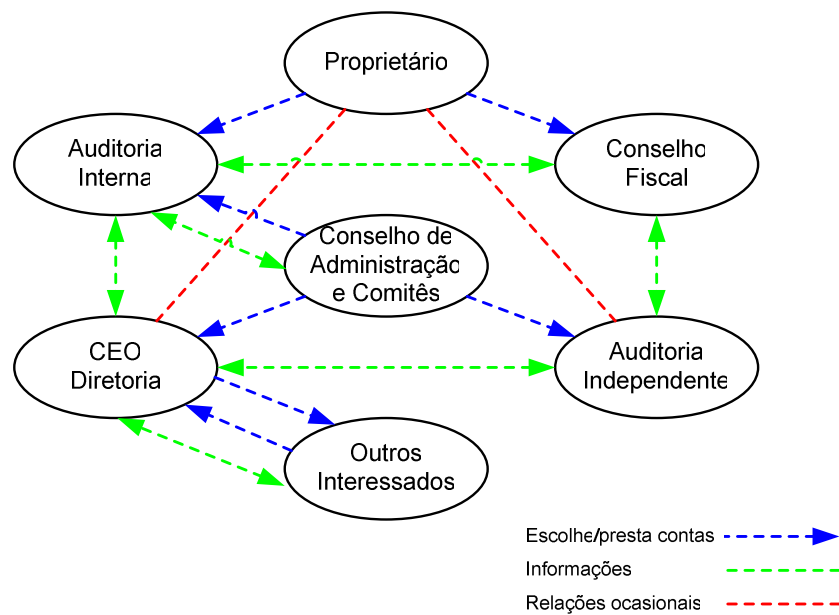 Proprietário
Auditoria
Interna
Conselho
Fiscal
Conselho de
Administração
e Comitês
CEO
Diretoria
Auditoria
Independente
Outros
Interessados
Escolhe/presta contas
Informações
Relações ocasionais